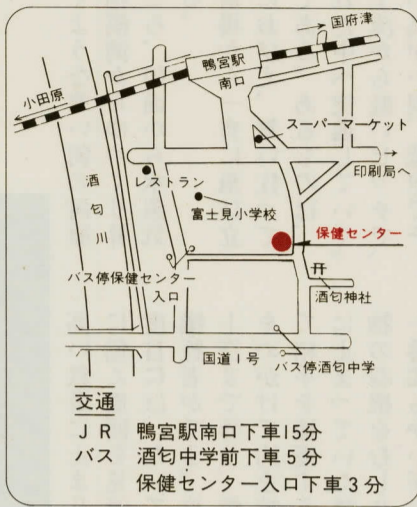 国府津
鴨宮駅
南口
小田原
スーパーマーケット
印刷局へ
レストラン
酒匂川
富士見小学校
保健センター
バス停保健センター
入口
酒匂神社
国道1号
バス停酒匂中学
交通
JR 鴨宮駅南口下車15分
バス 酒匂中学前下車5分
保健センター入口下車3分